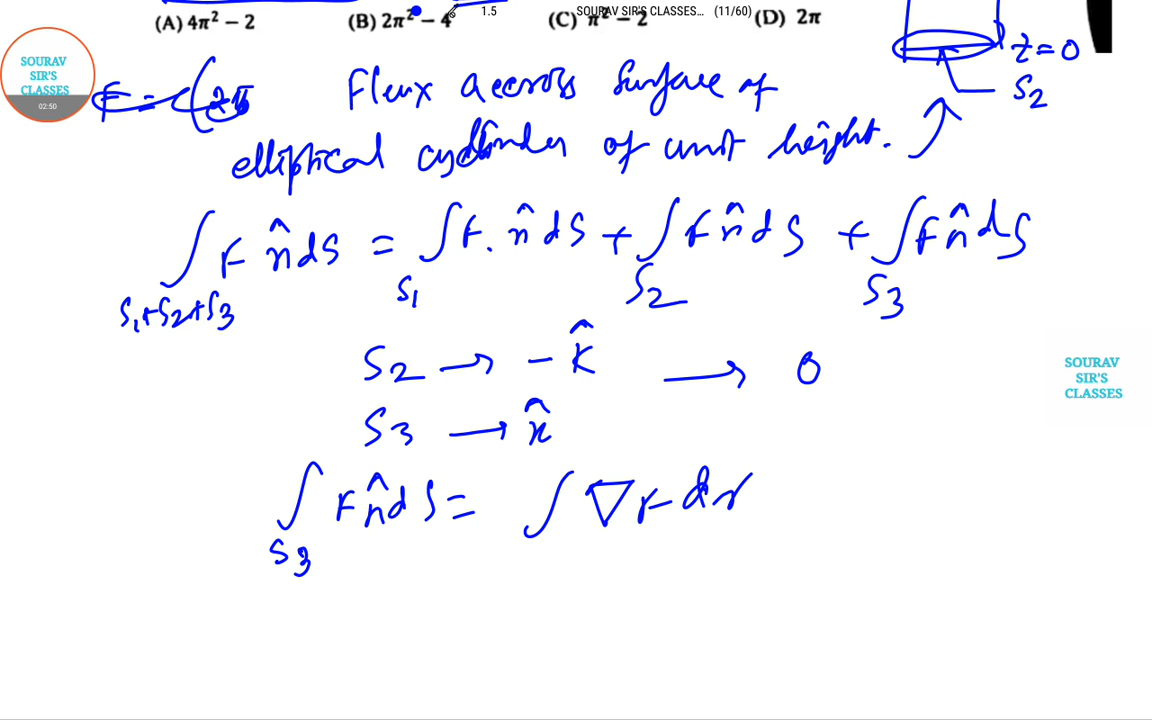 (A) 4π² − 2 (B) 2π² − 4 1.5 (C) π² − 2 SOURAV SIR'S CLASSES... (11/60) (D) 2π
z = 0
S2
SOURAV
SIR'S
CLASSES
02:50
Flux accross surface of
elliptical cylinder of unit height.
∫ F n̂ ds = ∫ F. n̂ ds + ∫ F n̂ ds + ∫ F n̂ ds
S1+S2+S3 S1 S2 S3
S2 → − k̂ → 0
S3 → n̂
∫ F n̂ ds = ∫ ∇F
S3
SOURAV
SIR'S
CLASSES